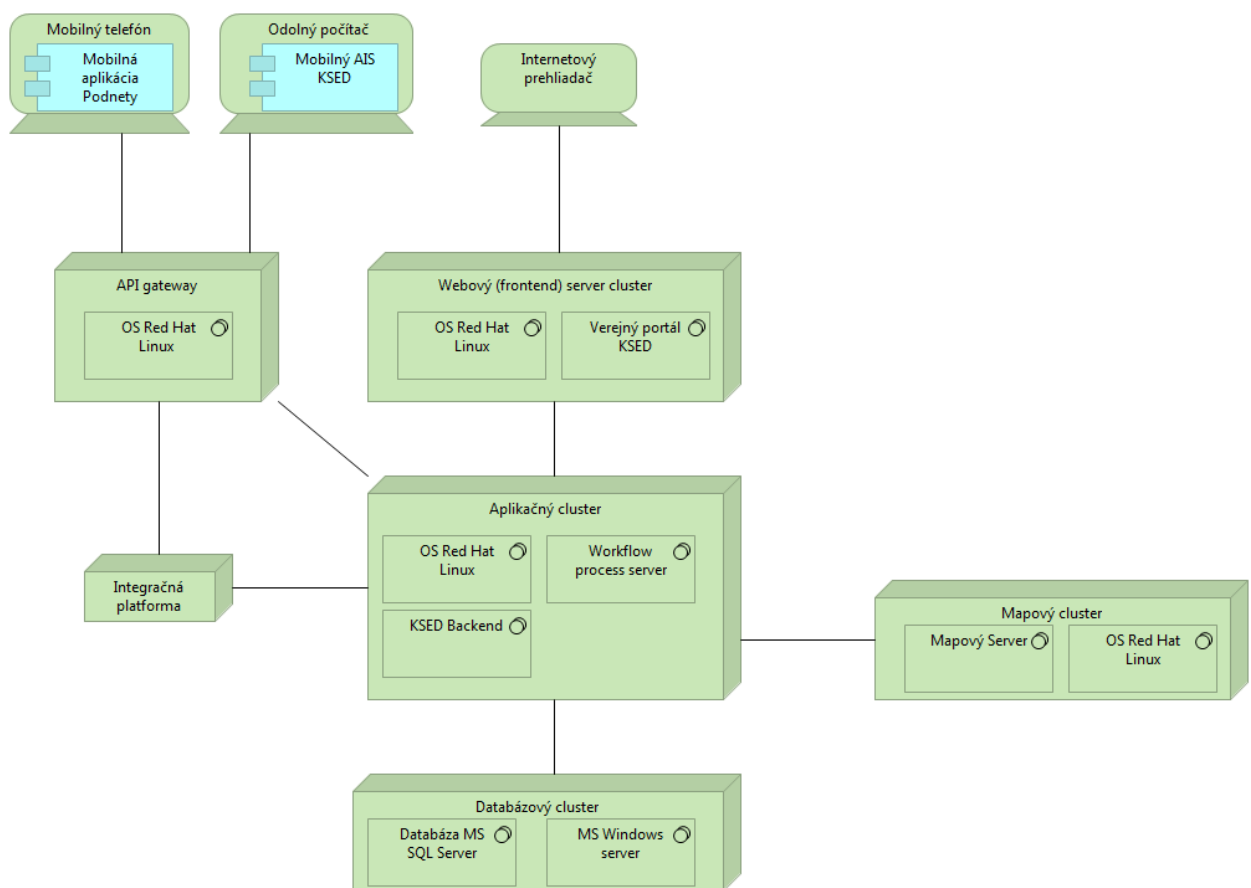 Mobilný telefón
Mobilná
aplikácia
Podnety
Odolný počítač
Mobilný AIS
KSED
Internetový
prehliadač
API gateway
OS Red Hat
Linux
Webový (frontend) server cluster
OS Red Hat
Linux
Verejný portál
KSED
Aplikačný cluster
OS Red Hat
Linux
Workflow
process server
KSED Backend
Integračná
platforma
Mapový cluster
Mapový Server
OS Red Hat
Linux
Databázový cluster
Databáza MS
SQL Server
MS Windows
server